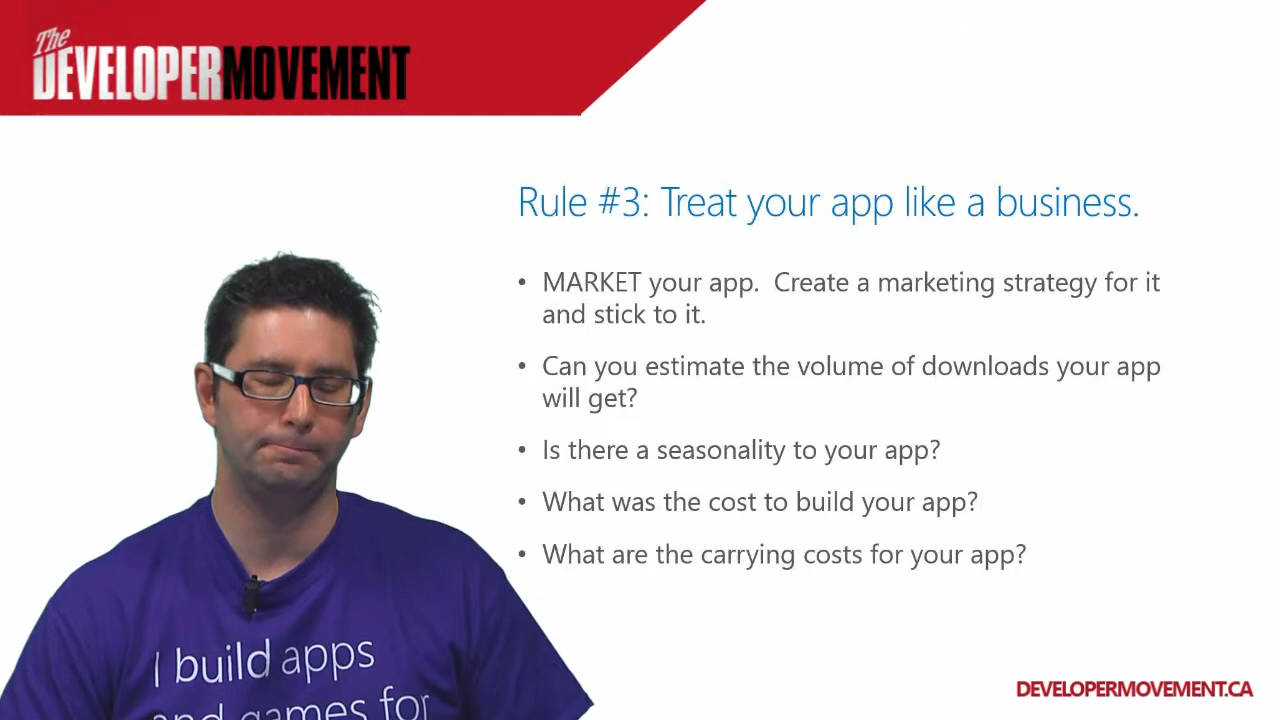 The
DEVELOPERMOVEMENT
Rule #3: Treat your app like a business.
• MARKET your app.  Create a marketing strategy for it
and stick to it.
• Can you estimate the volume of downloads your app
will get?
• Is there a seasonality to your app?
• What was the cost to build your app?
• What are the carrying costs for your app?
I build apps
and games for
DEVELOPERMOVEMENT.CA